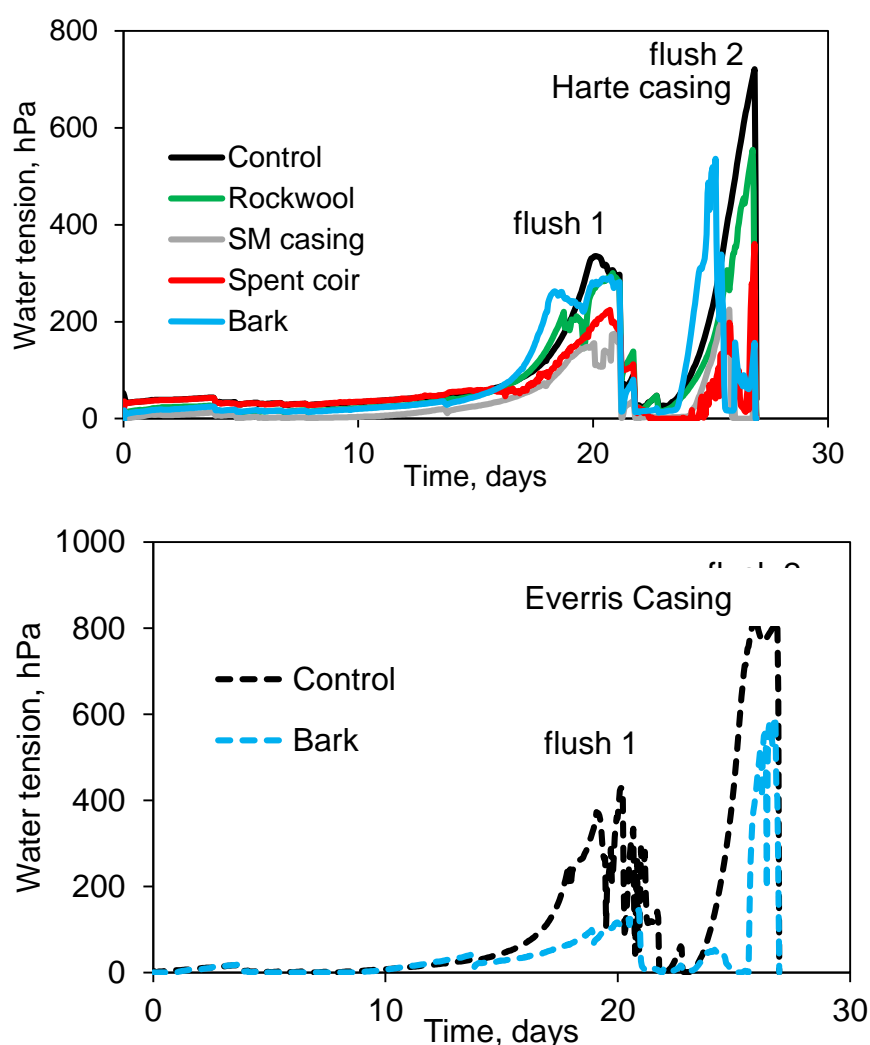 800
600
400
200
0
Water tension, hPa
flush 2
Harte casing
Control
Rockwool
SM casing
Spent coir
Bark
flush 1
0
10
20
30
Time, days
1000
800
600
400
200
0
Water tension, hPa
Everris Casing
Control
Bark
flush 1
0
10
20
30
Time, days